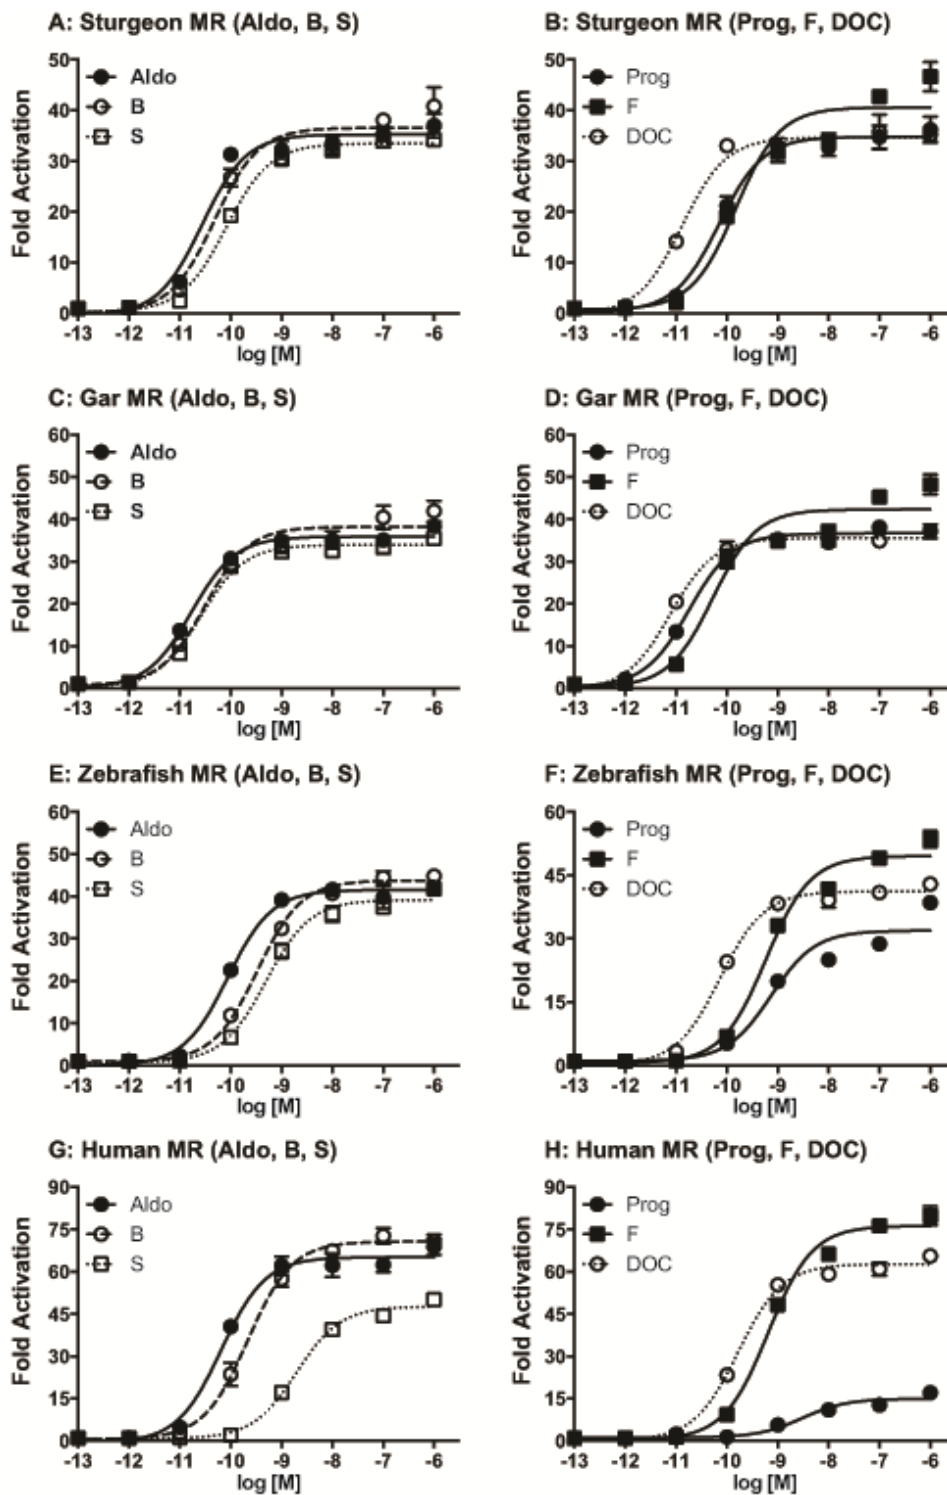 A: Sturgeon MR (Aldo, B, S)
Fold Activation
50
40
30
20
10
0
Aldo
B
S
-13 -12 -11 -10 -9 -8 -7 -6
log [M]
B: Sturgeon MR (Prog, F, DOC)
Fold Activation
50
40
30
20
10
0
Prog
F
DOC
-13 -12 -11 -10 -9 -8 -7 -6
log [M]
C: Gar MR (Aldo, B, S)
Fold Activation
60
50
40
30
20
10
0
Aldo
B
S
-13 -12 -11 -10 -9 -8 -7 -6
log [M]
D: Gar MR (Prog, F, DOC)
Fold Activation
60
50
40
30
20
10
0
Prog
F
DOC
-13 -12 -11 -10 -9 -8 -7 -6
log [M]
E: Zebrafish MR (Aldo, B, S)
Fold Activation
60
50
40
30
20
10
0
Aldo
B
S
-13 -12 -11 -10 -9 -8 -7 -6
log [M]
F: Zebrafish MR (Prog, F, DOC)
Fold Activation
60
45
30
15
0
Prog
F
DOC
-13 -12 -11 -10 -9 -8 -7 -6
log [M]
G: Human MR (Aldo, B, S)
Fold Activation
90
75
60
45
30
15
0
Aldo
B
S
-13 -12 -11 -10 -9 -8 -7 -6
log [M]
H: Human MR (Prog, F, DOC)
Fold Activation
90
75
60
45
30
15
0
Prog
F
DOC
-13 -12 -11 -10 -9 -8 -7 -6
log [M]